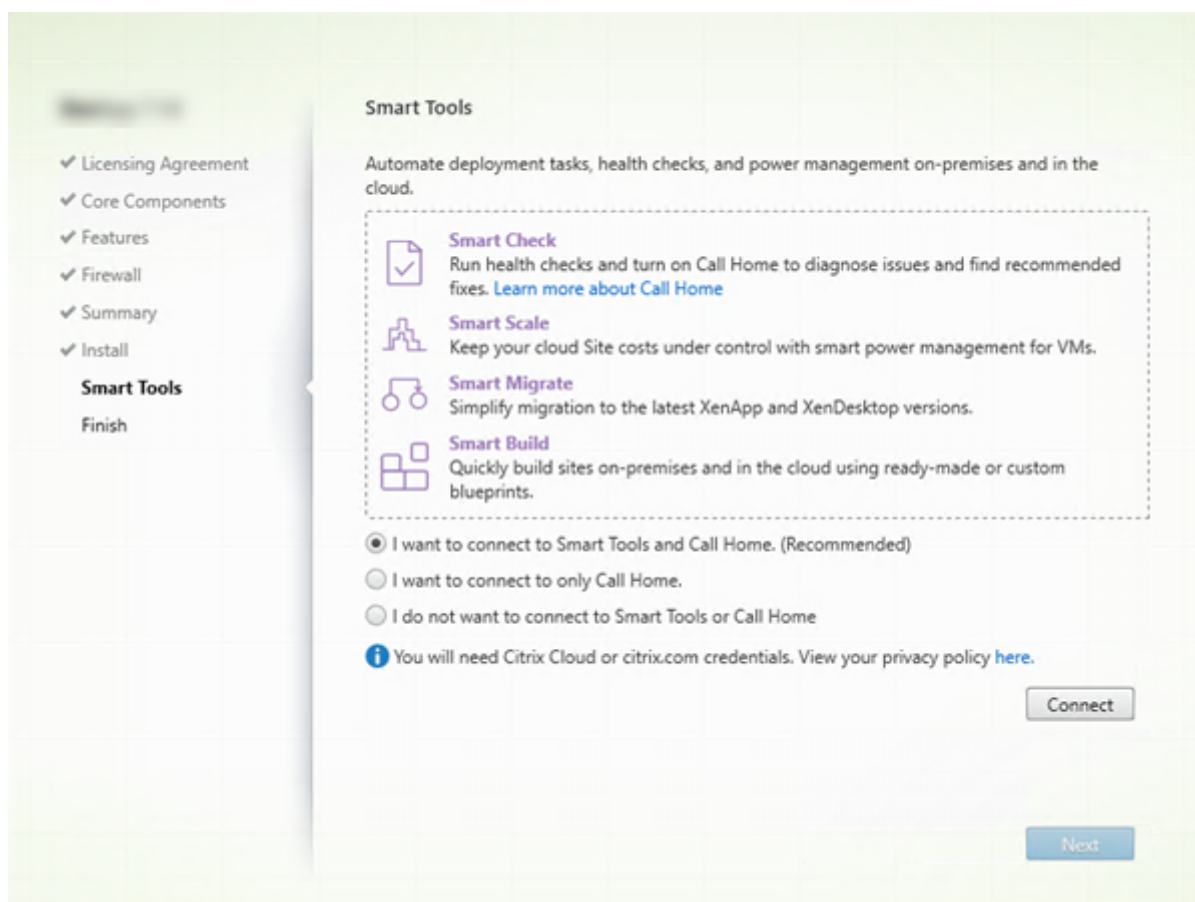 Licensing Agreement
Core Components
Features
Firewall
Summary
Install
Smart Tools
Finish
Smart Tools
Automate deployment tasks, health checks, and power management on-premises and in the
cloud.
Smart Check
Run health checks and turn on Call Home to diagnose issues and find recommended
fixes. Learn more about Call Home
Smart Scale
Keep your cloud Site costs under control with smart power management for VMs.
Smart Migrate
Simplify migration to the latest XenApp and XenDesktop versions.
Smart Build
Quickly build sites on-premises and in the cloud using ready-made or custom
blueprints.
I want to connect to Smart Tools and Call Home. (Recommended)
I want to connect to only Call Home.
I do not want to connect to Smart Tools or Call Home
You will need Citrix Cloud or citrix.com credentials. View your privacy policy here.
Connect
Next